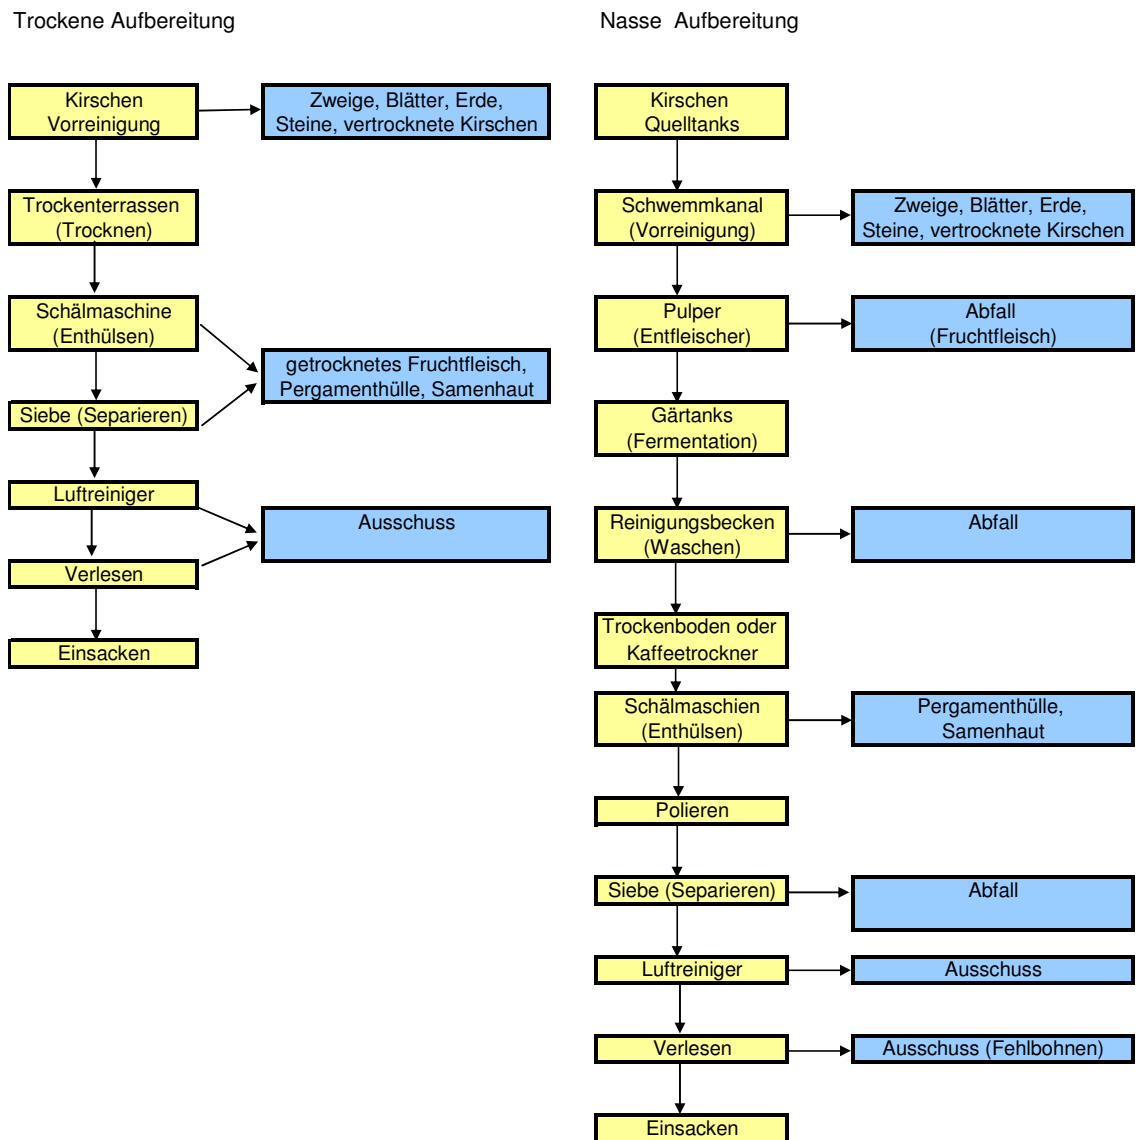 Trockene Aufbereitung
Kirschen
Vorreinigung
Zweige, Blätter, Erde,
Steine, vertrocknete Kirschen
Trockenterrassen
(Trocknen)
Schälmaschine
(Enthülsen)
getrocknetes Fruchtfleisch,
Pergamenthülle, Samenhaut
Siebe (Separieren)
Luftreiniger
Ausschuss
Verlesen
Einsacken
Nasse Aufbereitung
Kirschen
Quelltanks
Schwemmkanal
(Vorreinigung)
Zweige, Blätter, Erde,
Steine, vertrocknete Kirschen
Pulper
(Entfleischer)
Abfall
(Fruchtfleisch)
Gärtanks
(Fermentation)
Reinigungsbecken
(Waschen)
Abfall
Trockenboden oder
Kaffeetrockner
Schälmaschien
(Enthülsen)
Pergamenthülle,
Samenhaut
Polieren
Siebe (Separieren)
Abfall
Luftreiniger
Ausschuss
Verlesen
Ausschuss (Fehlbohnen)
Einsacken